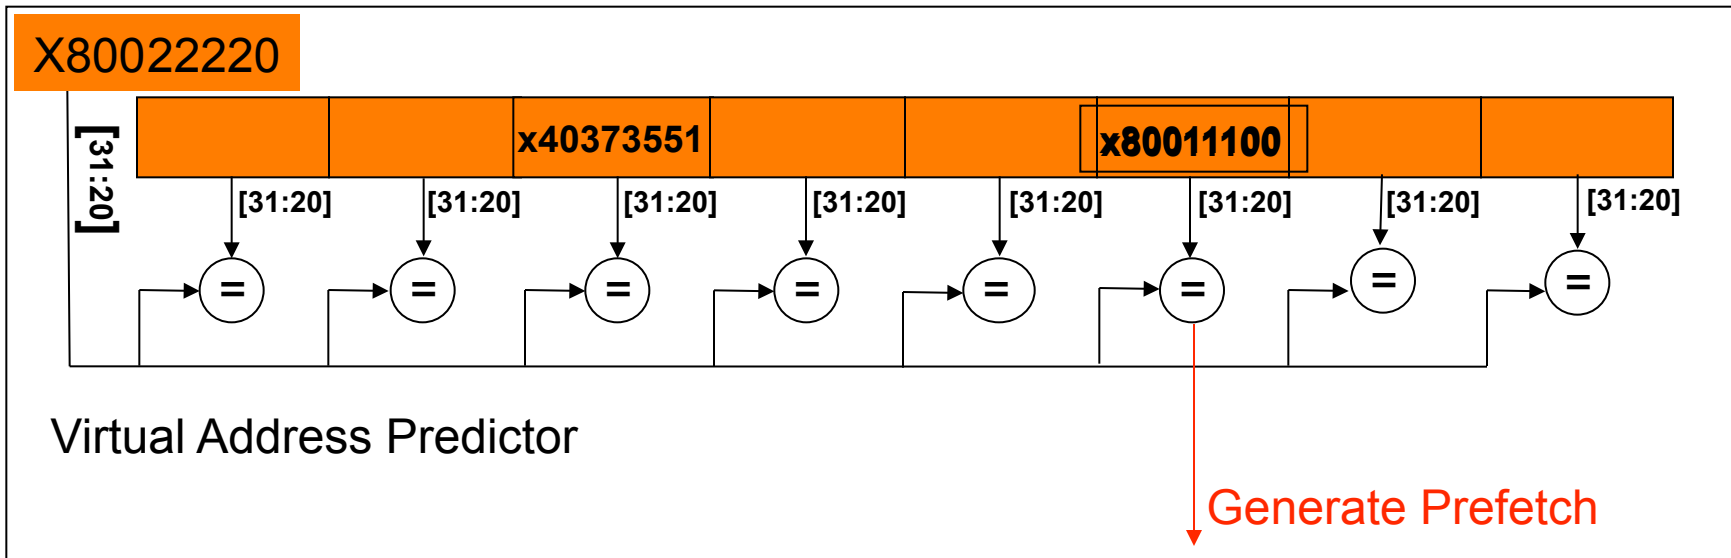 X80022220
[31:20]
x40373551 x80011100
[31:20] [31:20] [31:20] [31:20] [31:20] [31:20] [31:20] [31:20]
= = = = = = = =
Virtual Address Predictor
Generate Prefetch